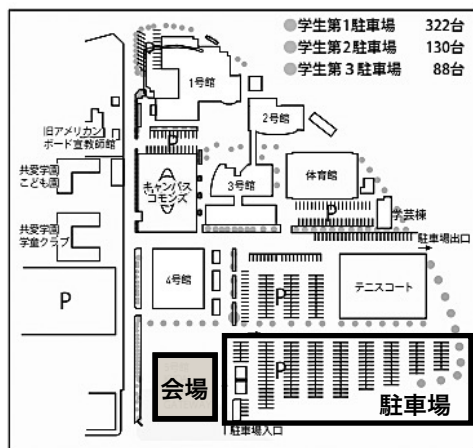 学生第1駐車場 322台
学生第2駐車場 130台
学生第3駐車場 88台
1号館
2号館
旧アメリカン
ボード宣教師館
P
共愛学園
こども園
キャンパス
コモンズ
3号館
体育館
P
学芸棟
共愛学園
学童クラブ
駐車場出口
P
4号館
P
テニスコート
会場
P
駐車場
駐車場入口